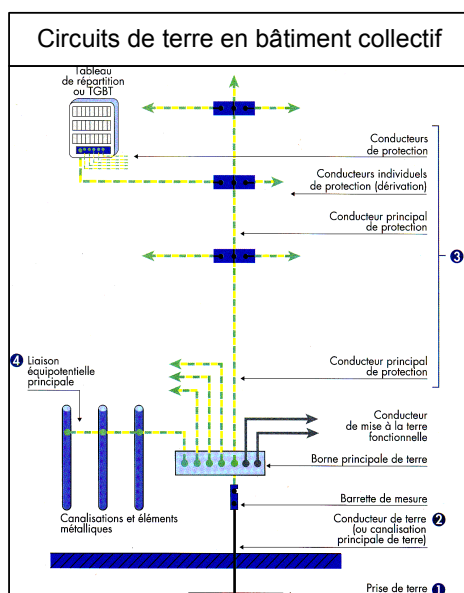 Circuits de terre en bâtiment collectif
Tableau
de répartition
ou TGBT
Conducteurs
de protection
Conducteurs individuels
de protection (dérivation)
Conducteur principal
de protection
3
Conducteur principal
de protection
4 Liaison
équipotentielle
principale
Conducteur
de mise à la terre
fonctionnelle
Borne principale de terre
Barrette de mesure
Canalisations et éléments
métalliques
Conducteur de terre 2
(ou canalisation
principale de terre)
Prise de terre 1